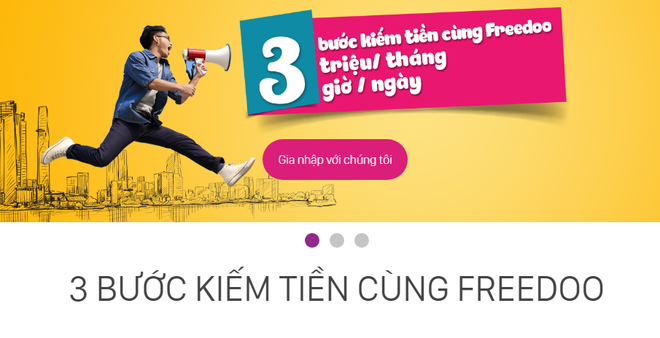 3
bước kiếm tiền cùng Freedoo
triệu/ tháng
giờ / ngày
Gia nhập với chúng tôi
3 BƯỚC KIẾM TIỀN CÙNG FREEDOO